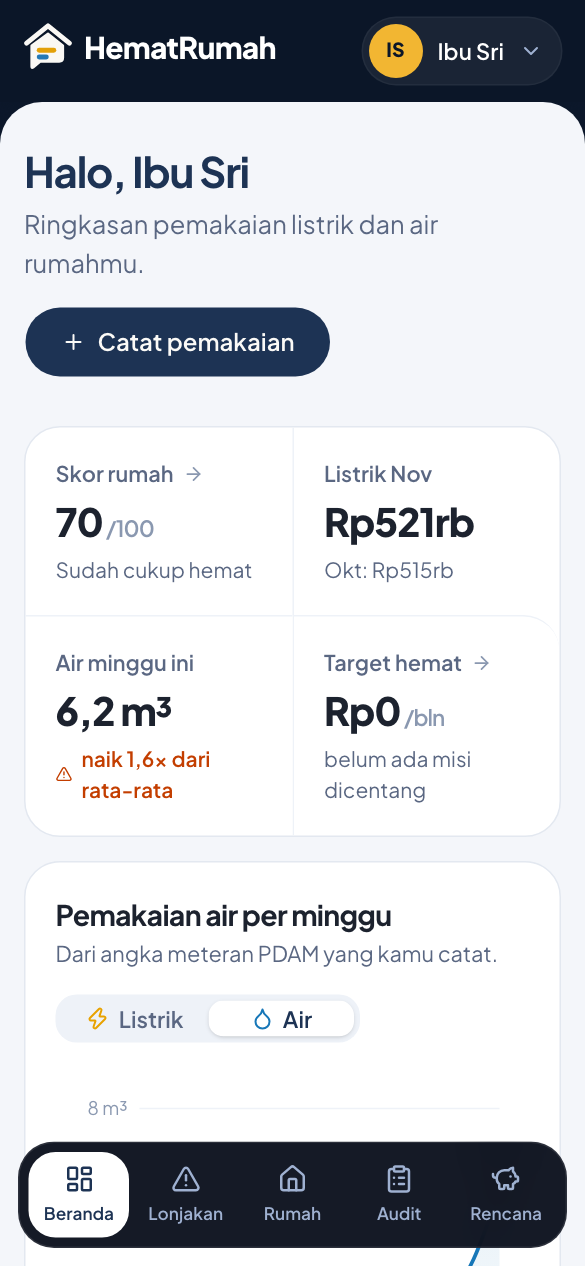 HematRumah
IS
Ibu Sri
Halo, Ibu Sri
Ringkasan pemakaian listrik dan air
rumahmu.
+ Catat pemakaian
Skor rumah →
70 /100
Sudah cukup hemat
Listrik Nov
Rp521rb
Okt: Rp515rb
Air minggu ini
6,2 m³
naik 1,6× dari
rata-rata
Target hemat →
Rp0 /bln
belum ada misi
dicentang
Pemakaian air per minggu
Dari angka meteran PDAM yang kamu catat.
Listrik
Air
8 m³
Beranda
Lonjakan
Rumah
Audit
Rencana